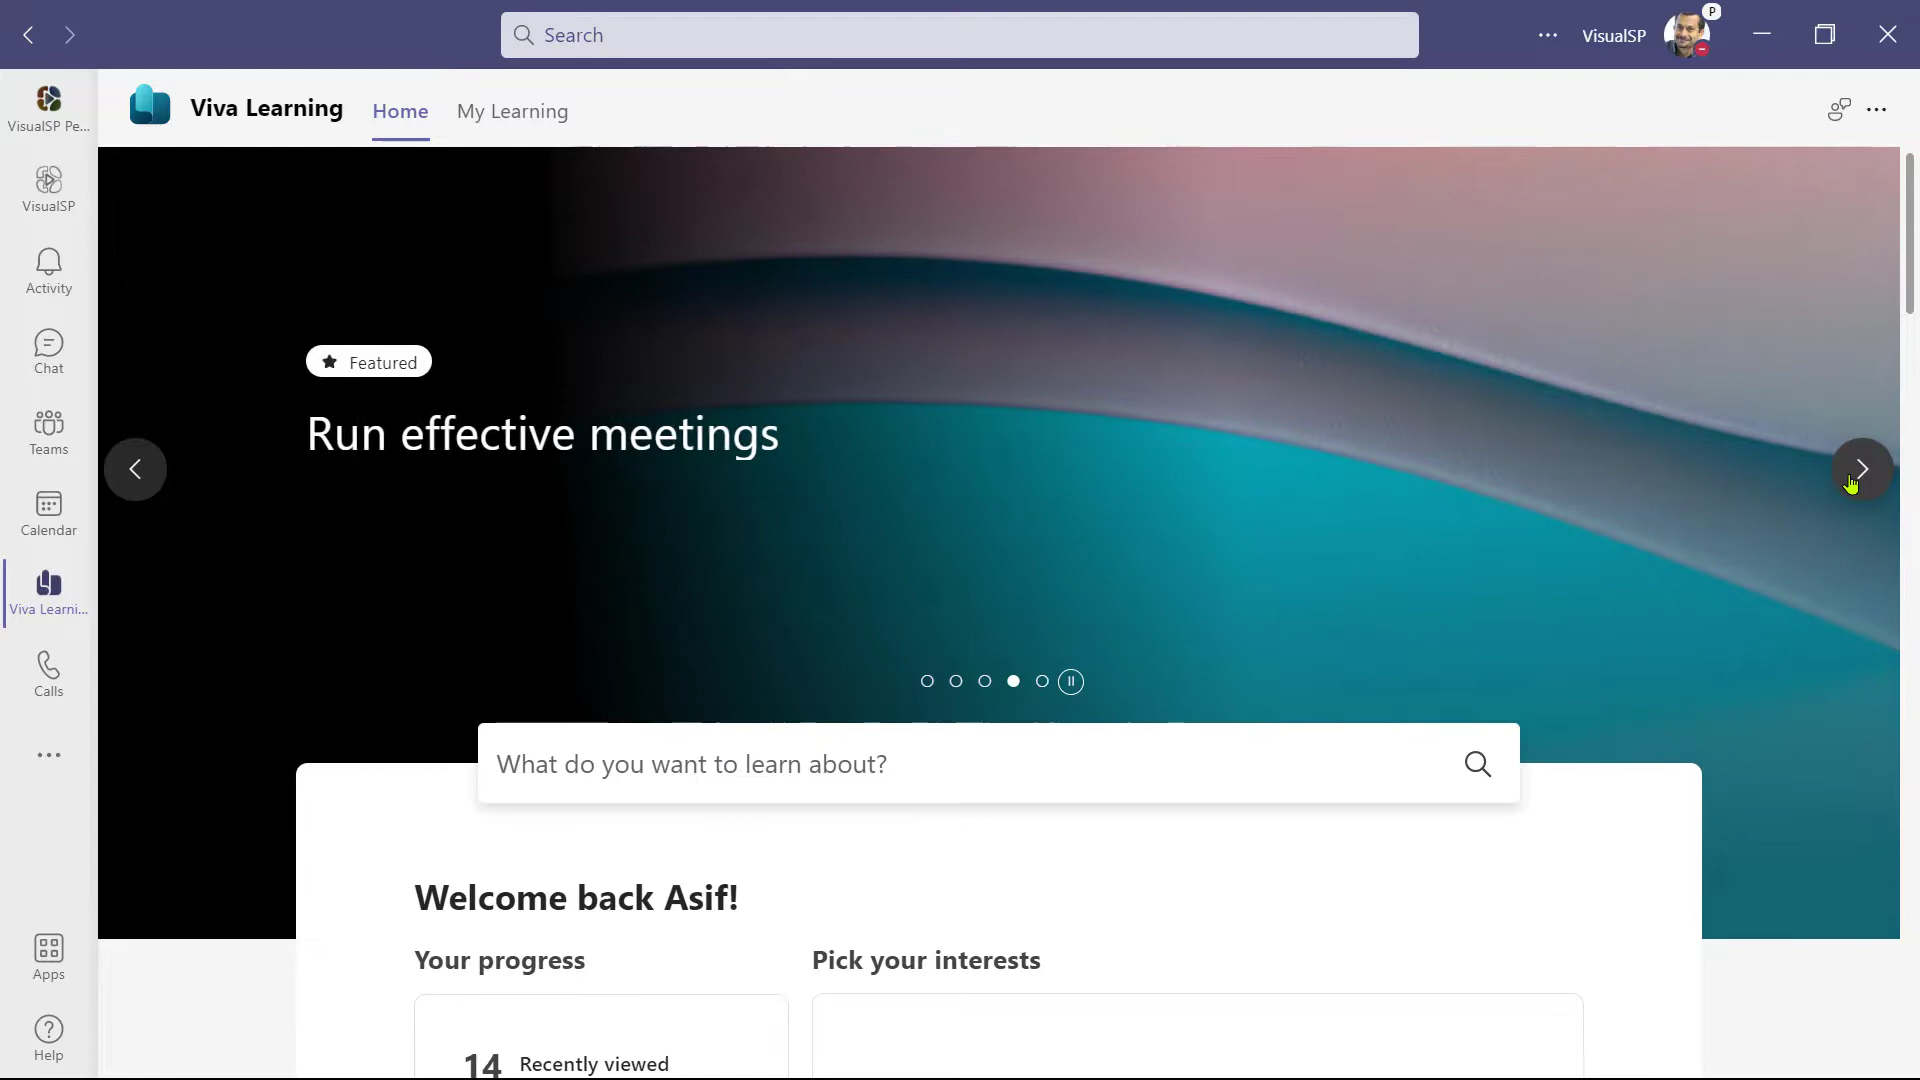 Search
VisualSP
P
VisualSP Pe...
Viva Learning
Home
My Learning
VisualSP
Activity
Chat
Teams
Calendar
Viva Learni...
Calls
Apps
Help
Featured
Run effective meetings
What do you want to learn about?
Welcome back Asif!
Your progress
Pick your interests
14 Recently viewed